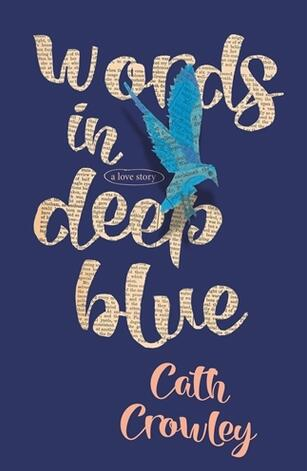 words
in
a love story
deep
blue
Cath
Crowley